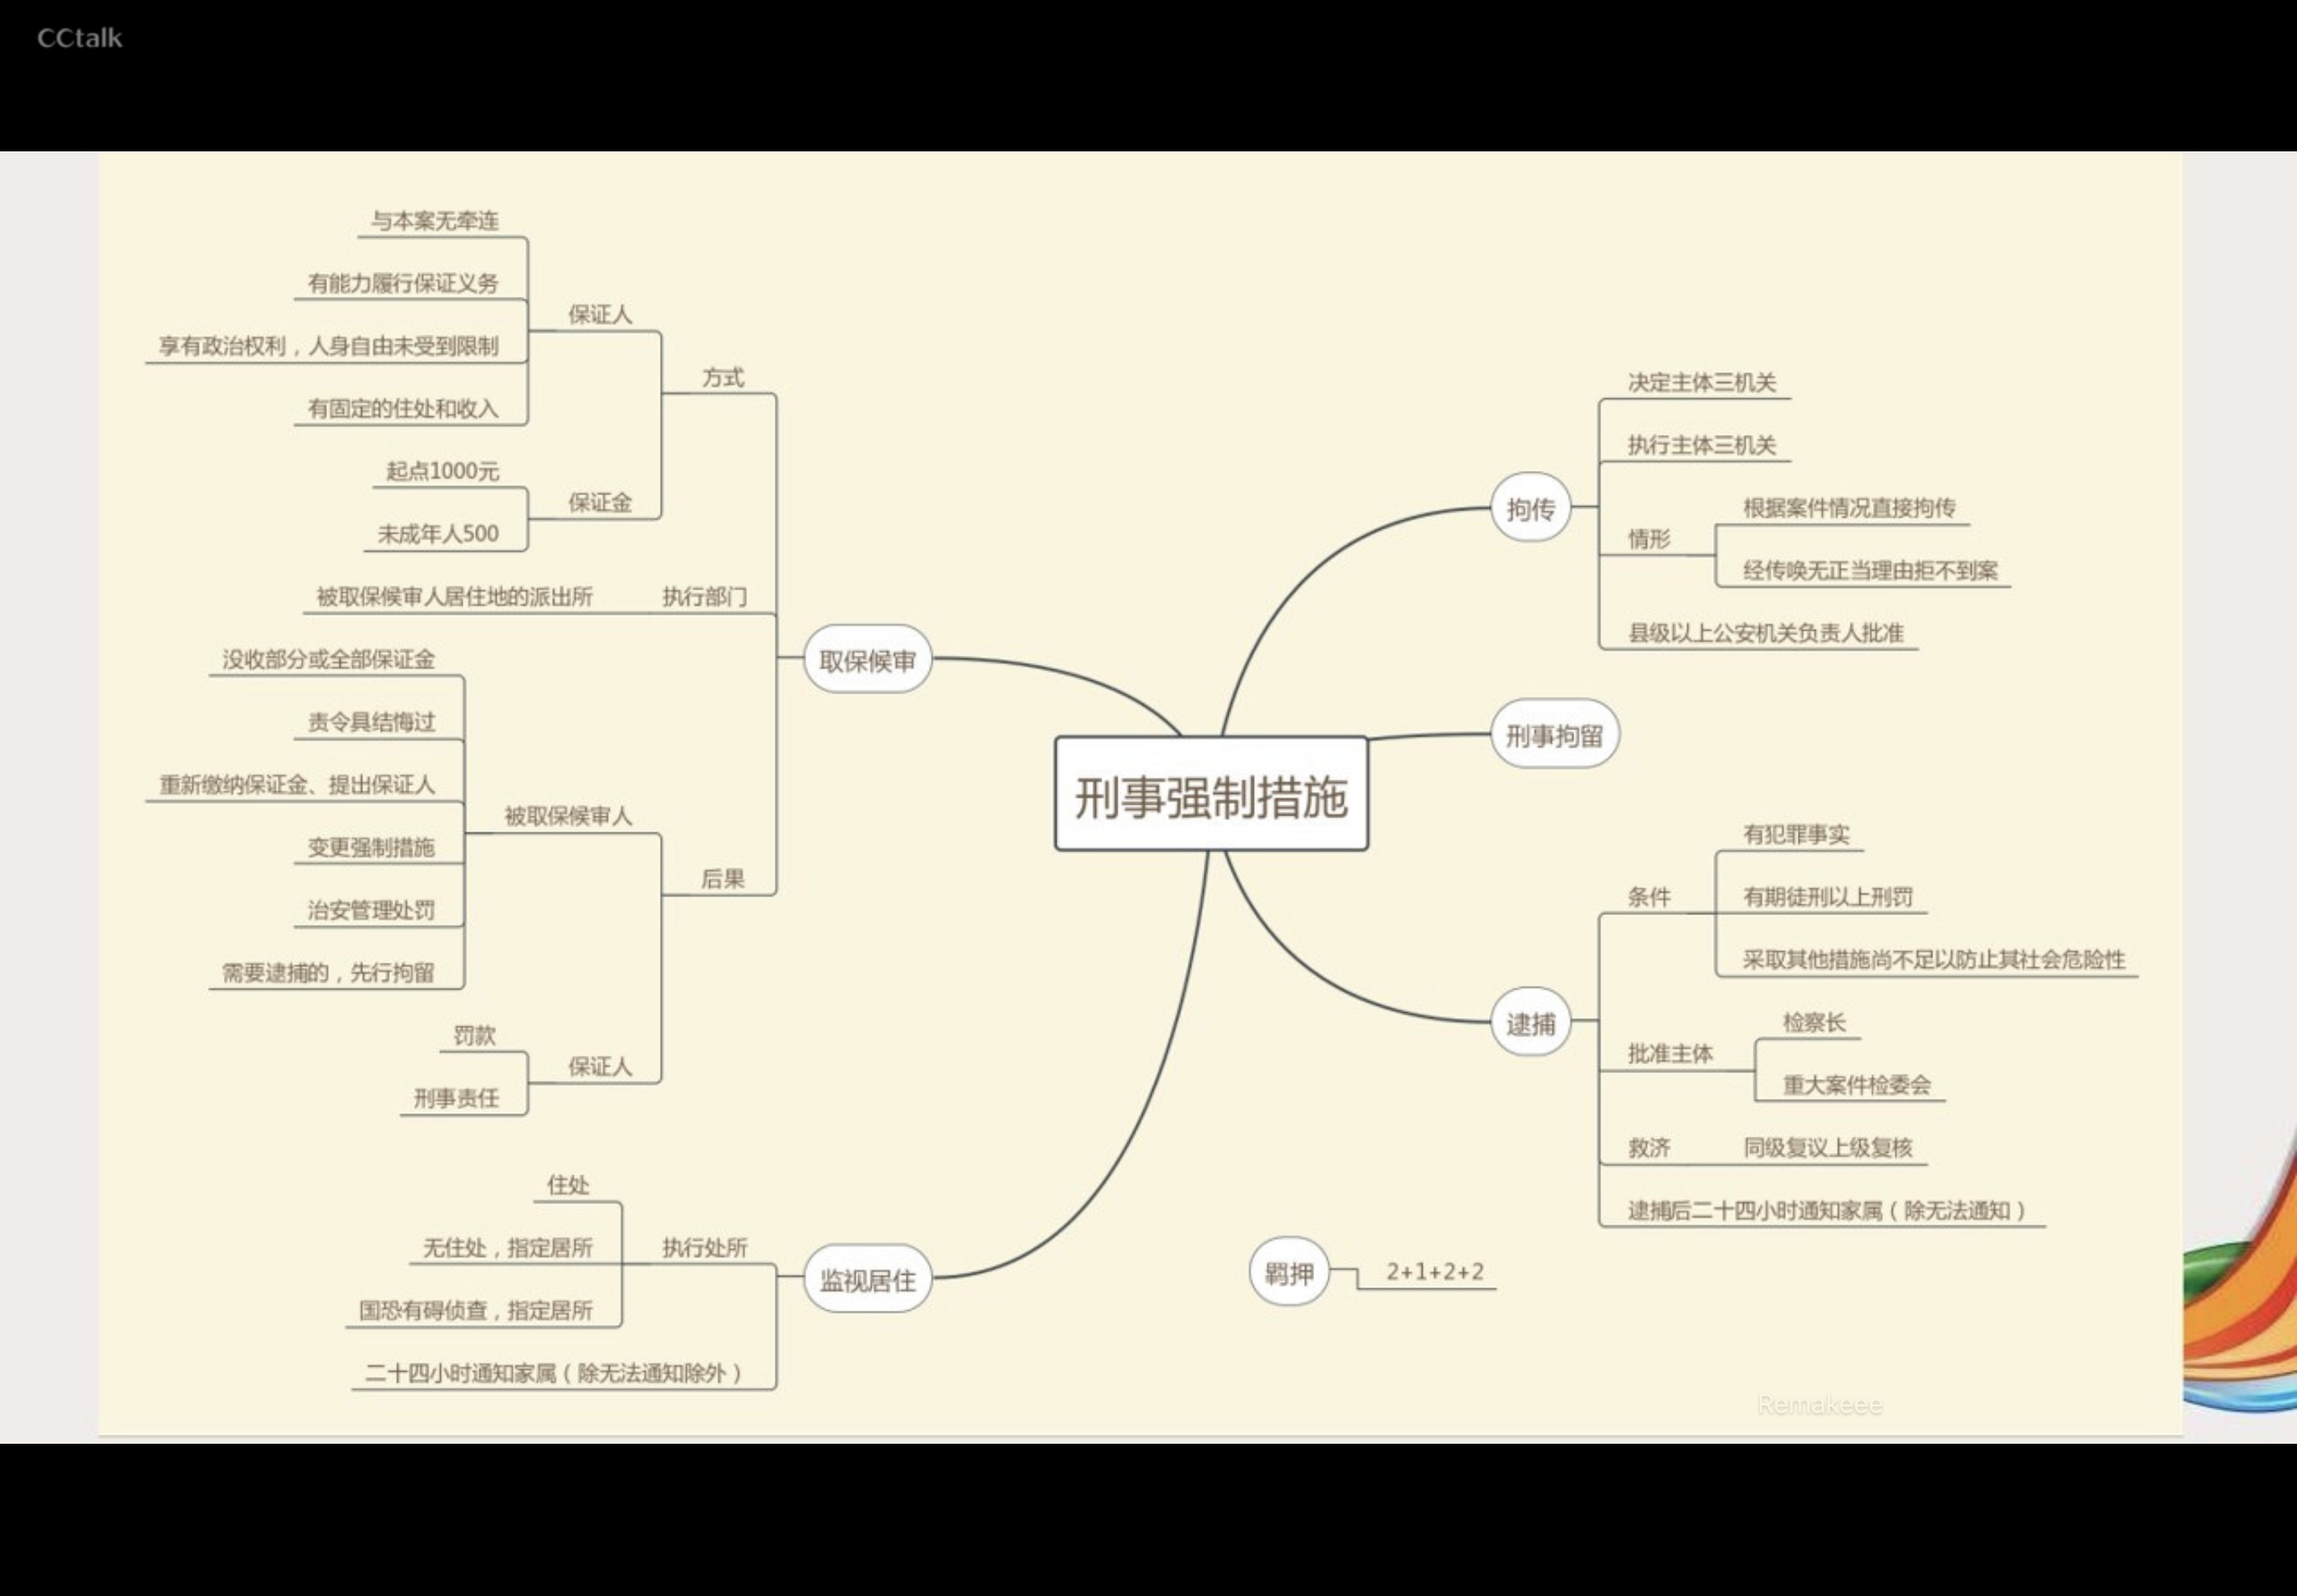 CCtalk
刑事强制措施
拘传
决定主体三机关
执行主体三机关
情形
根据案件情况直接拘传
经传唤无正当理由拒不到案
县级以上公安机关负责人批准
刑事拘留
逮捕
条件
有犯罪事实
有期徒刑以上刑罚
采取其他措施尚不足以防止其社会危险性
批准主体
检察长
重大案件检委会
救济
同级复议上级复核
逮捕后二十四小时通知家属（除无法通知）
羁押
2+1+2+2
取保候审
方式
保证人
与本案无牵连
有能力履行保证义务
享有政治权利，人身自由未受到限制
有固定的住处和收入
保证金
起点1000元
未成年人500
执行部门
被取保候审人居住地的派出所
后果
被取保候审人
没收部分或全部保证金
责令具结悔过
重新缴纳保证金、提出保证人
变更强制措施
治安管理处罚
需要逮捕的，先行拘留
保证人
罚款
刑事责任
监视居住
执行处所
住处
无住处，指定居所
国恐有碍侦查，指定居所
二十四小时通知家属（除无法通知除外）
Remakeee